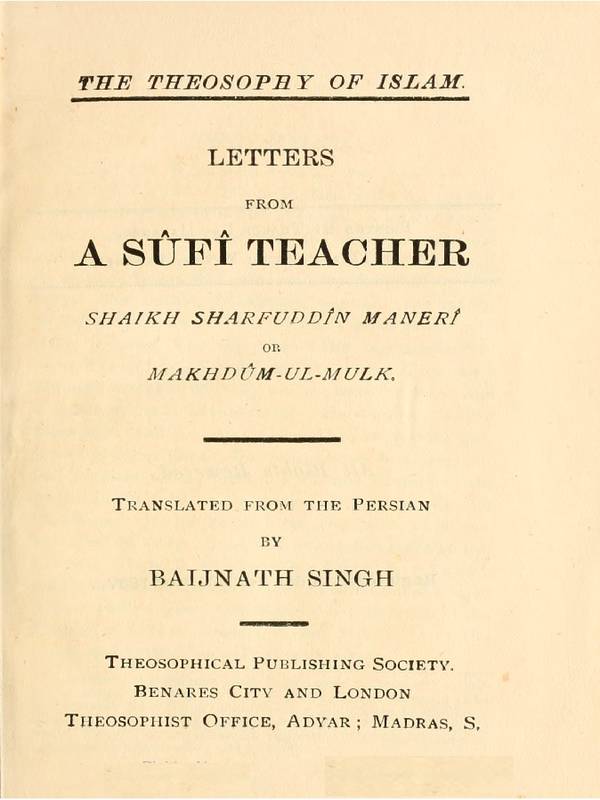 THE THEOSOPHY OF ISLAM.
LETTERS
FROM
A SÛFÎ TEACHER
SHAIKH SHARFUDDÎN MANERÎ
OR
MAKHDÛM-UL-MULK.
TRANSLATED FROM THE PERSIAN
BY
BAIJNATH SINGH
THEOSOPHICAL PUBLISHING SOCIETY.
BENARES CITY AND LONDON
THEOSOPHIST OFFICE, ADYAR; MADRAS, S.